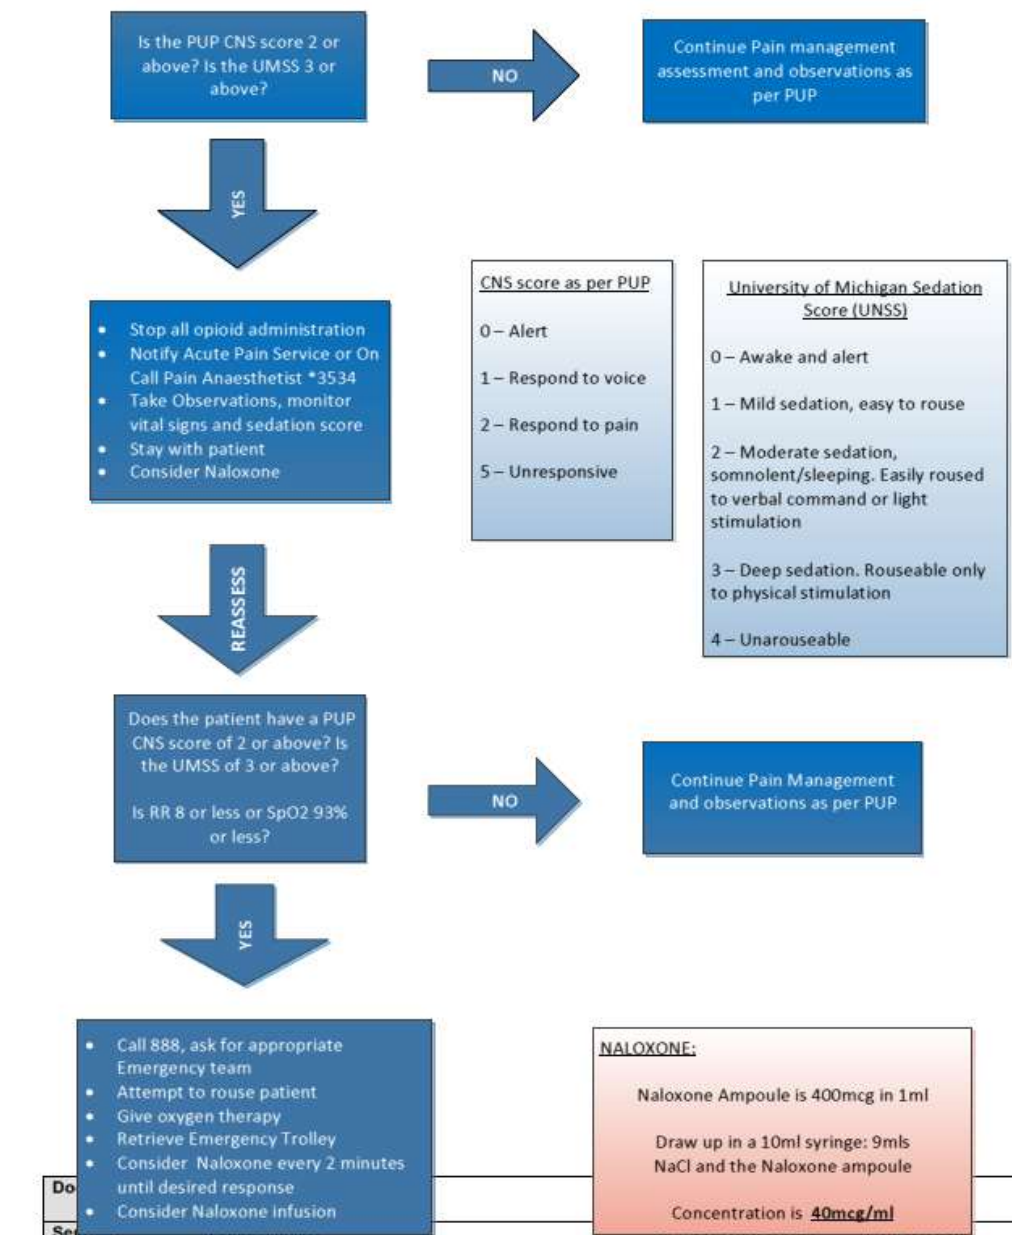 Is the PUP CNS score 2 or
above? Is the UMSS 3 or
above?
NO
Continue Pain management
assessment and observations as
per PUP
YES
• Stop all opioid administration
• Notify Acute Pain Service or On
Call Pain Anaesthetist *3534
• Take Observations, monitor
vital signs and sedation score
• Stay with patient
• Consider Naloxone
CNS score as per PUP
0 – Alert
1 – Respond to voice
2 – Respond to pain
5 – Unresponsive
University of Michigan Sedation
Score (UNSS)
0 – Awake and alert
1 – Mild sedation, easy to rouse
2 – Moderate sedation,
somnolent/sleeping. Easily roused
to verbal command or light
stimulation
3 – Deep sedation. Rouseable only
to physical stimulation
4 – Unarouseable
REASSESS
Does the patient have a PUP
CNS score of 2 or above? Is
the UMSS of 3 or above?
Is RR 8 or less or SpO2 93%
or less?
NO
Continue Pain Management
and observations as per PUP
YES
• Call 888, ask for appropriate
Emergency team
• Attempt to rouse patient
• Give oxygen therapy
• Retrieve Emergency Trolley
• Consider Naloxone every 2 minutes
until desired response
• Consider Naloxone infusion
NALOXONE:
Naloxone Ampoule is 400mcg in 1ml
Draw up in a 10ml syringe: 9mls
NaCl and the Naloxone ampoule
Concentration is 40mcg/ml
Do